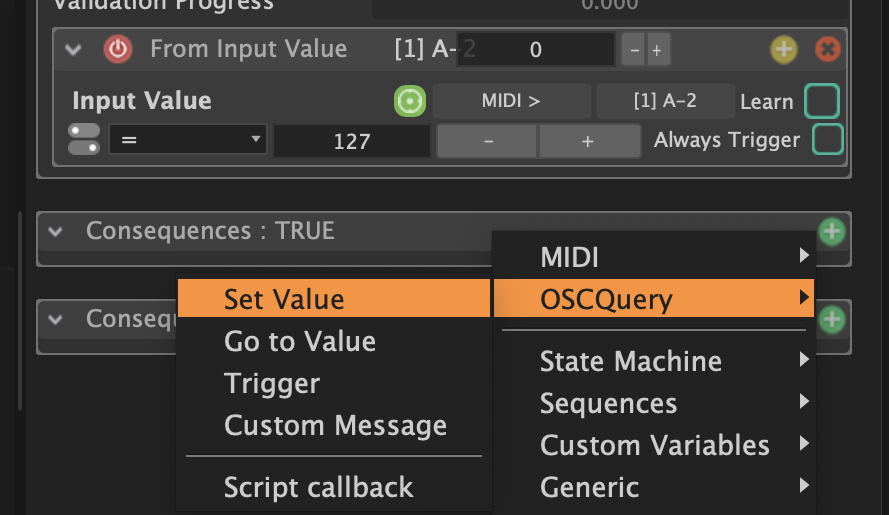 Validation Progress 0.000
From Input Value [1] A-2 0 - +
Input Value MIDI > [1] A-2 Learn
= 127 - + Always Trigger
Consequences : TRUE
MIDI
Set Value OSCQuery
Go to Value
Trigger State Machine
Custom Message Sequences
Custom Variables
Script callback Generic